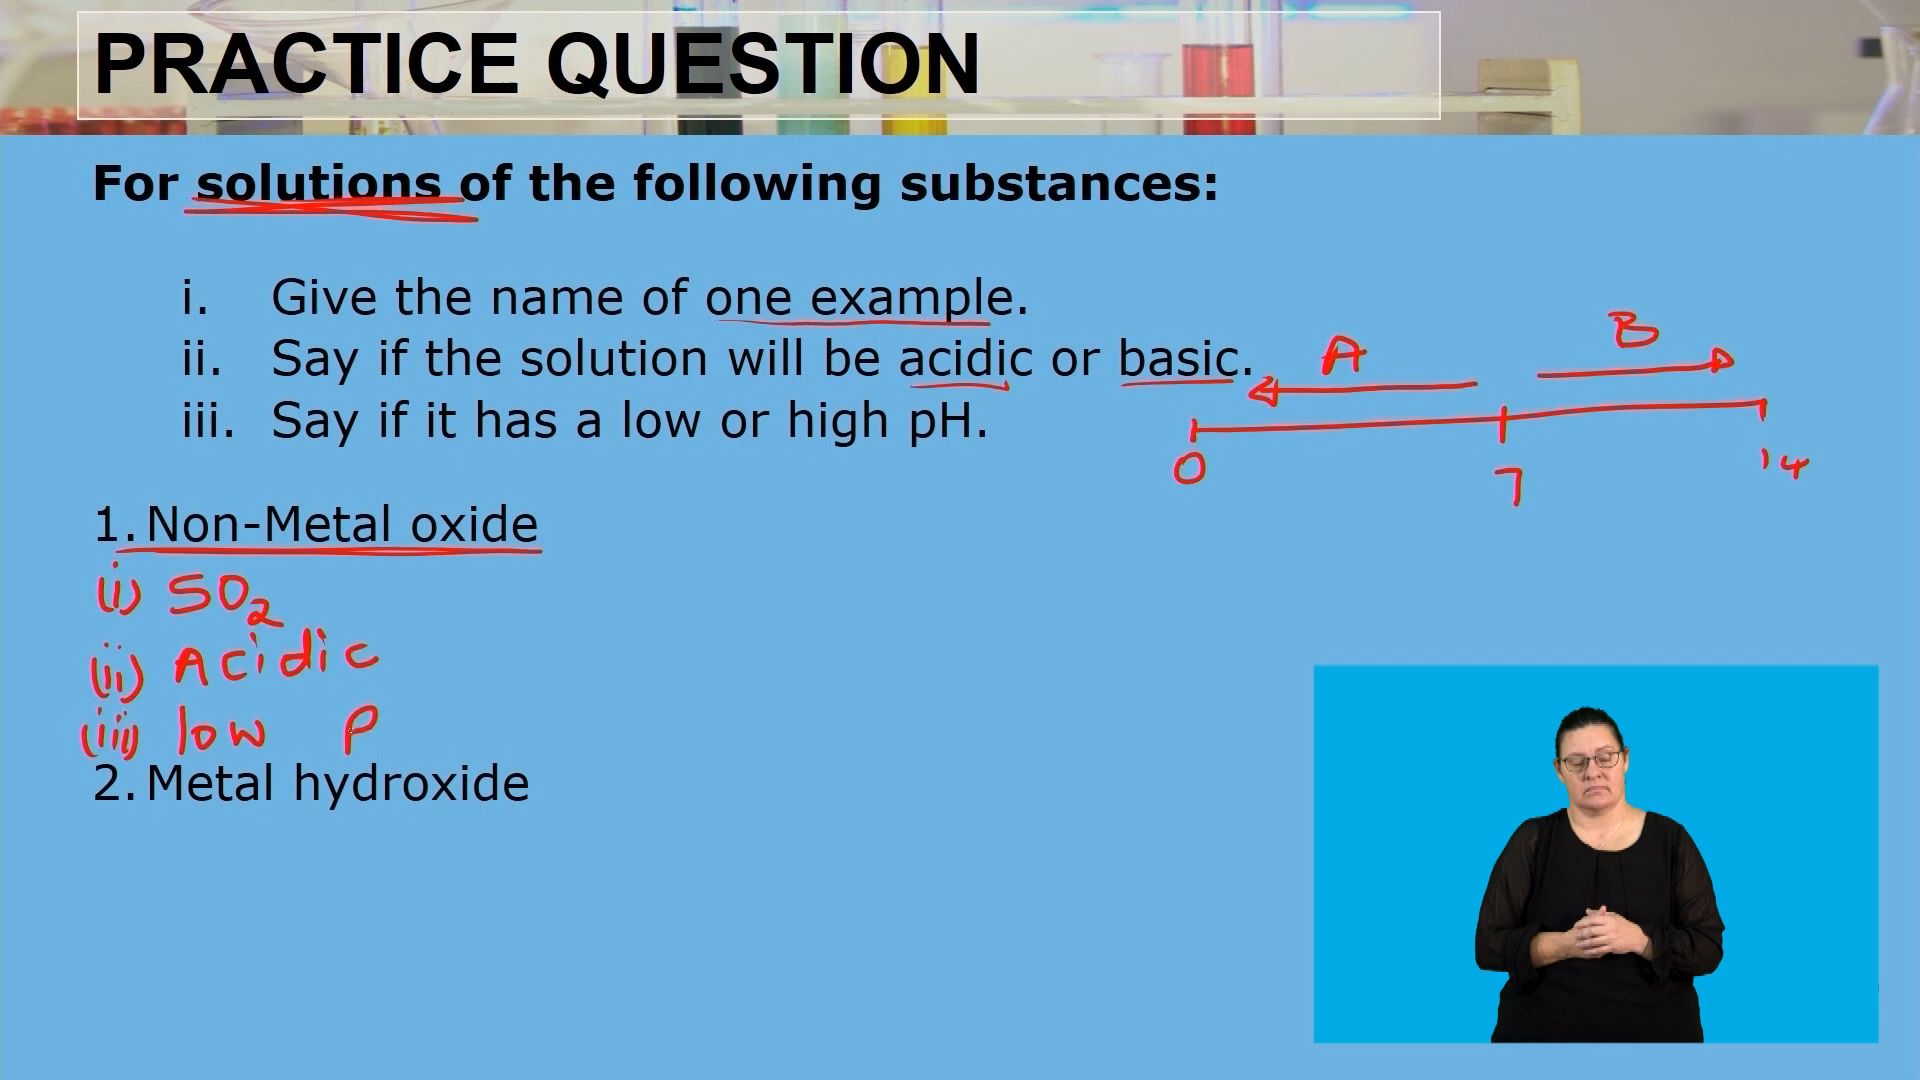 PRACTICE QUESTION
For solutions of the following substances:
i. Give the name of one example.
ii. Say if the solution will be acidic or basic.
iii. Say if it has a low or high pH.
A
B
0
7
14
1. Non-Metal oxide
(i) SO₂
(ii) Acidic
(iii) low P
2. Metal hydroxide